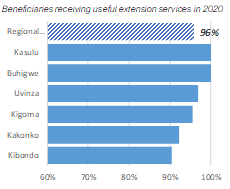 Beneficiaries receiving useful extension services in 2020
Regional...
96%
Kasulu
Buhigwe
Uvinza
Kigoma
Kakonko
Kibondo
60% 70% 80% 90% 100%